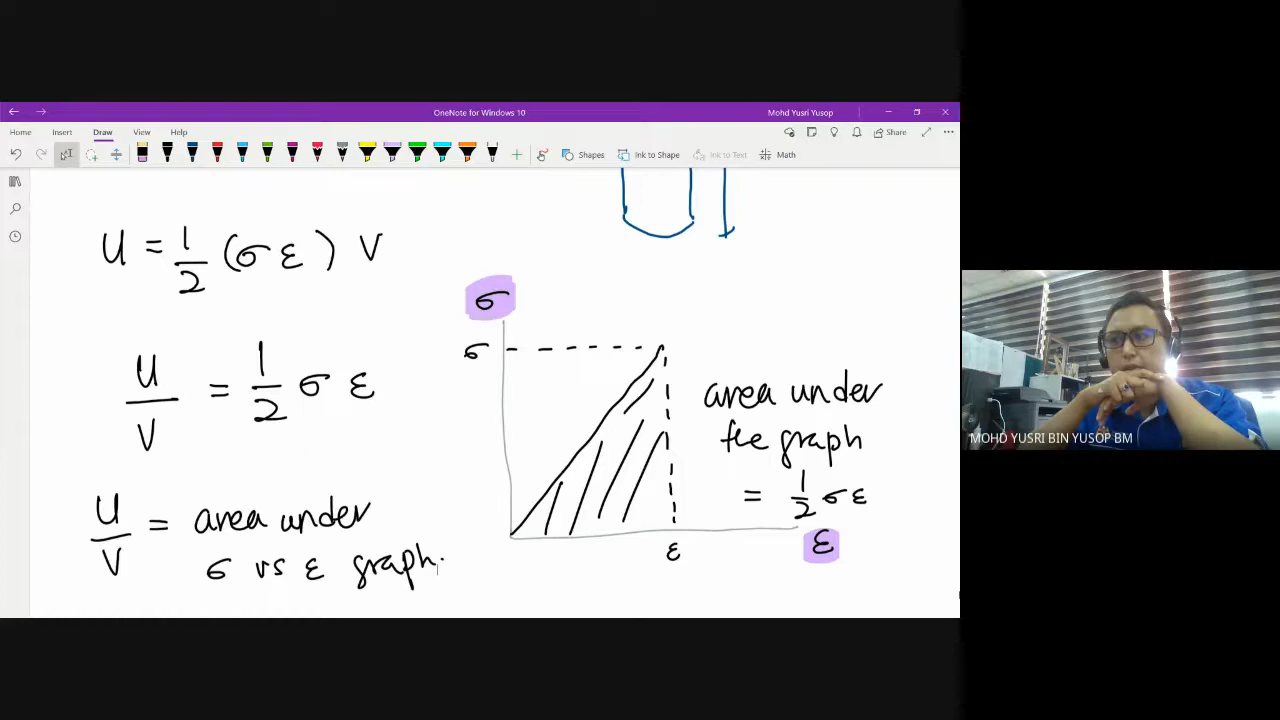 OneNote for Windows 10
Mohd Yusri Yusop
Home Insert Draw View Help
Share
Shapes Ink to Shape Ink to Text Math
U = 1/2 (σ ε) V
σ
U/V = 1/2 σ ε
σ
area under
the graph
= 1/2 σ ε
ε
ε
U/V = area under
σ vs ε graph.
MOHD YUSRI BIN YUSOP BM